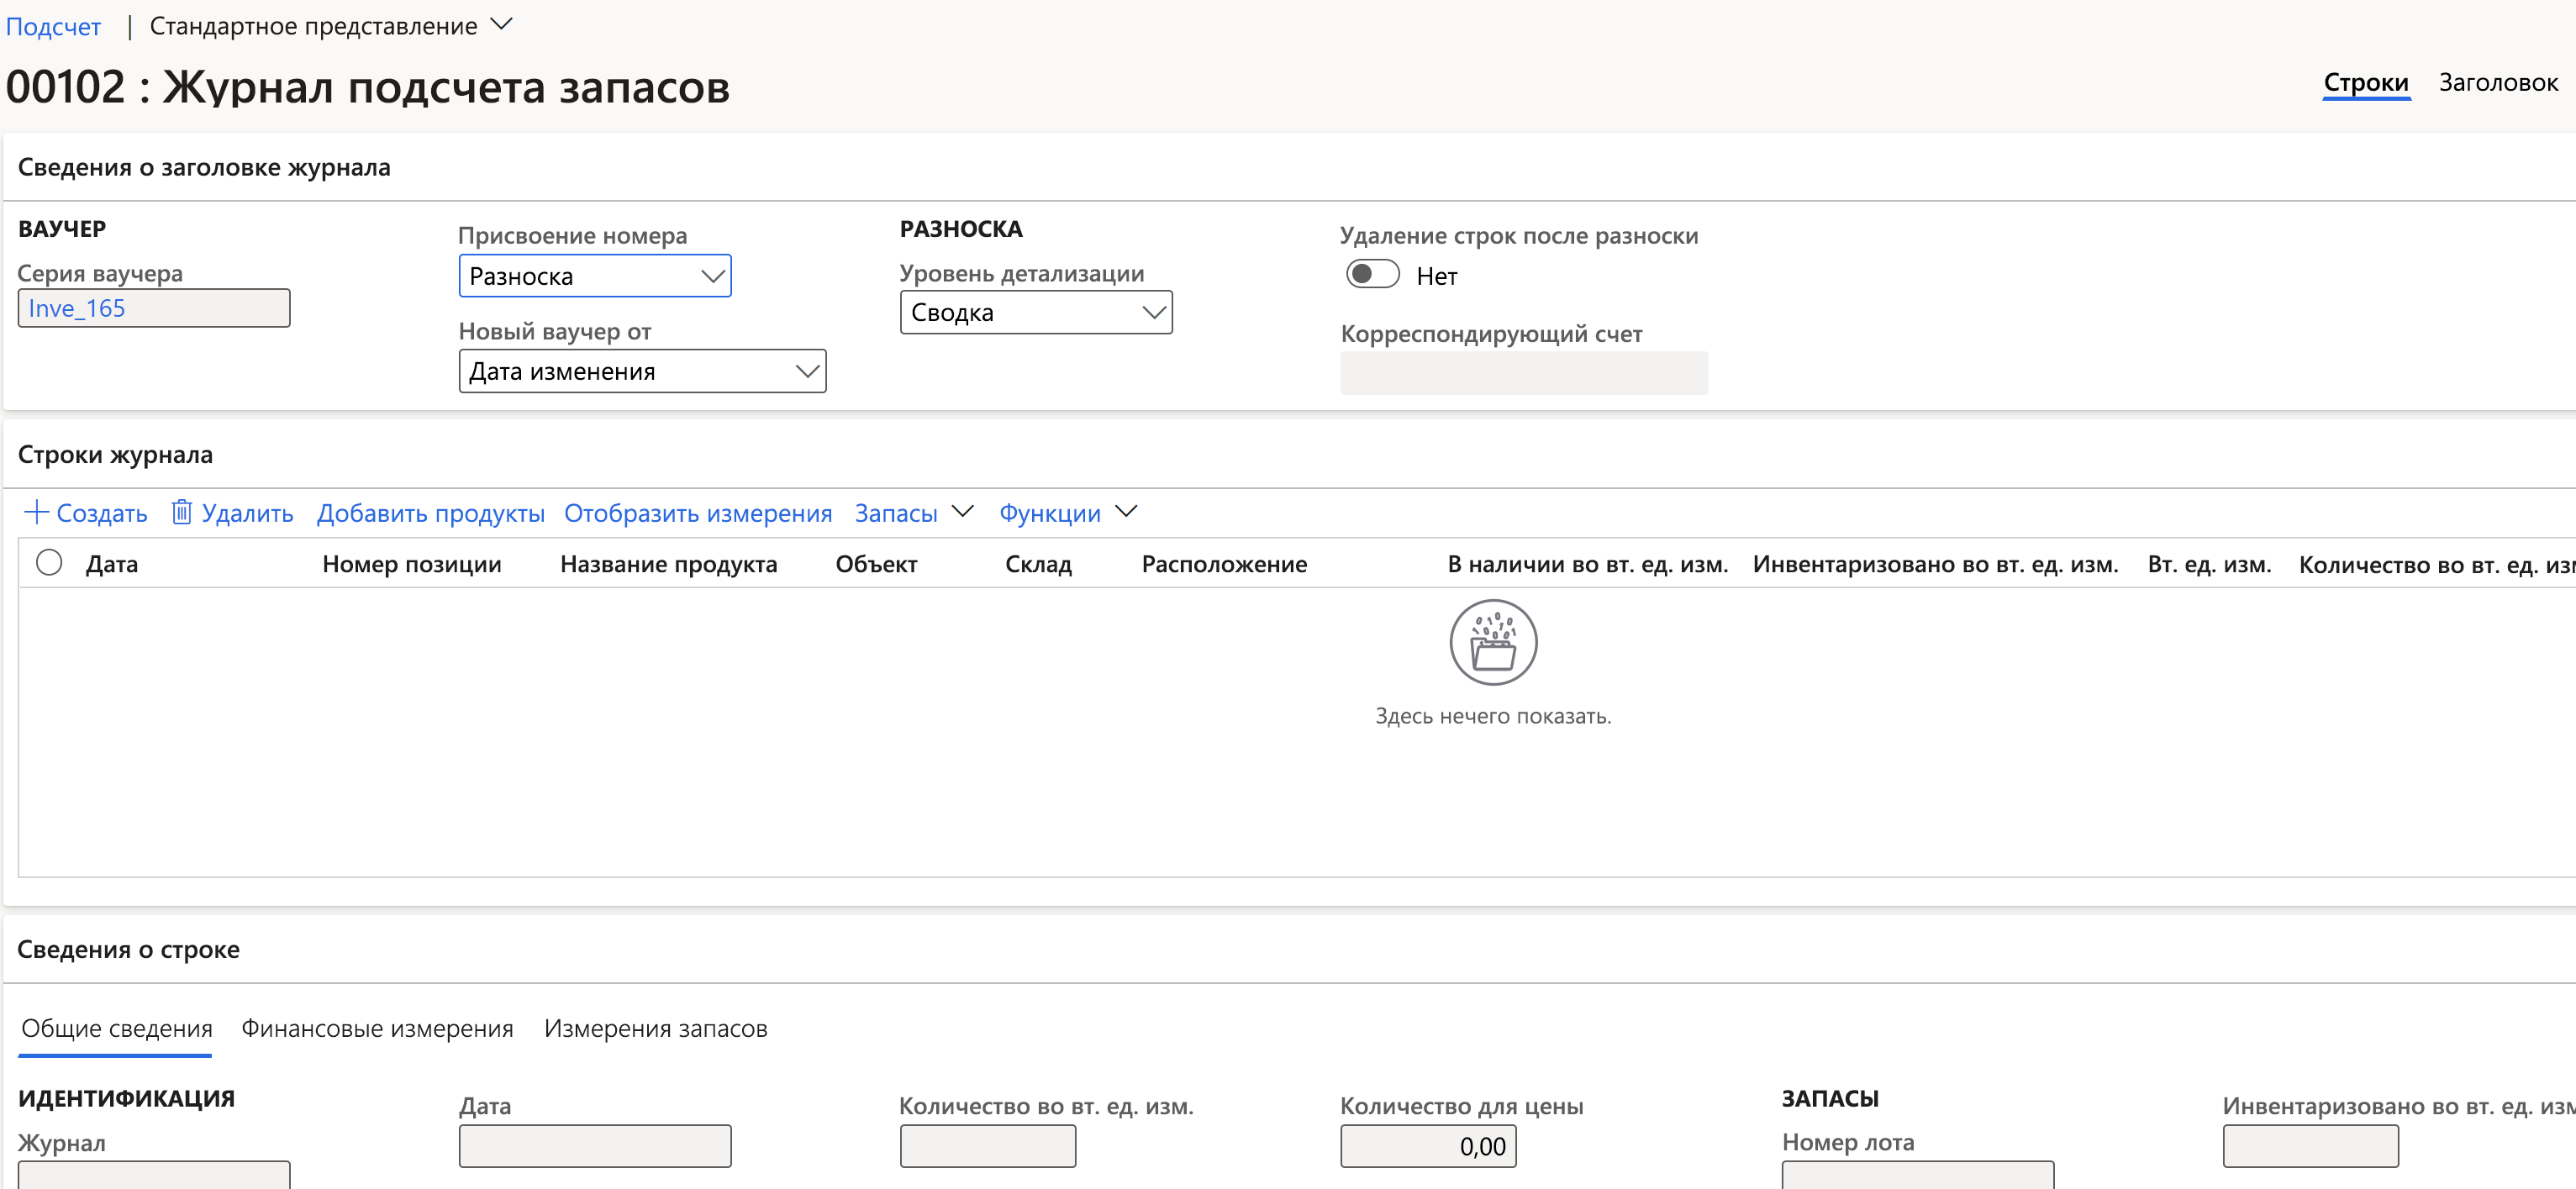 Подсчет | Стандартное представление
00102 : Журнал подсчета запасов
Строки Заголовок
Сведения о заголовке журнала
ВАУЧЕР
Серия ваучера
Inve_165
Присвоение номера
Разноска
Новый ваучер от
Дата изменения
РАЗНОСКА
Уровень детализации
Сводка
Удаление строк после разноски
Нет
Корреспондирующий счет
Строки журнала
Создать Удалить Добавить продукты Отобразить измерения Запасы Функции
Дата Номер позиции Название продукта Объект Склад Расположение В наличии во вт. ед. изм. Инвентаризовано во вт. ед. изм. Вт. ед. изм. Количество во вт. ед. изм
Здесь нечего показать.
Сведения о строке
Общие сведения Финансовые измерения Измерения запасов
ИДЕНТИФИКАЦИЯ
Журнал
Дата
Количество во вт. ед. изм.
Количество для цены
0,00
ЗАПАСЫ
Номер лота
Инвентаризовано во вт. ед. изм